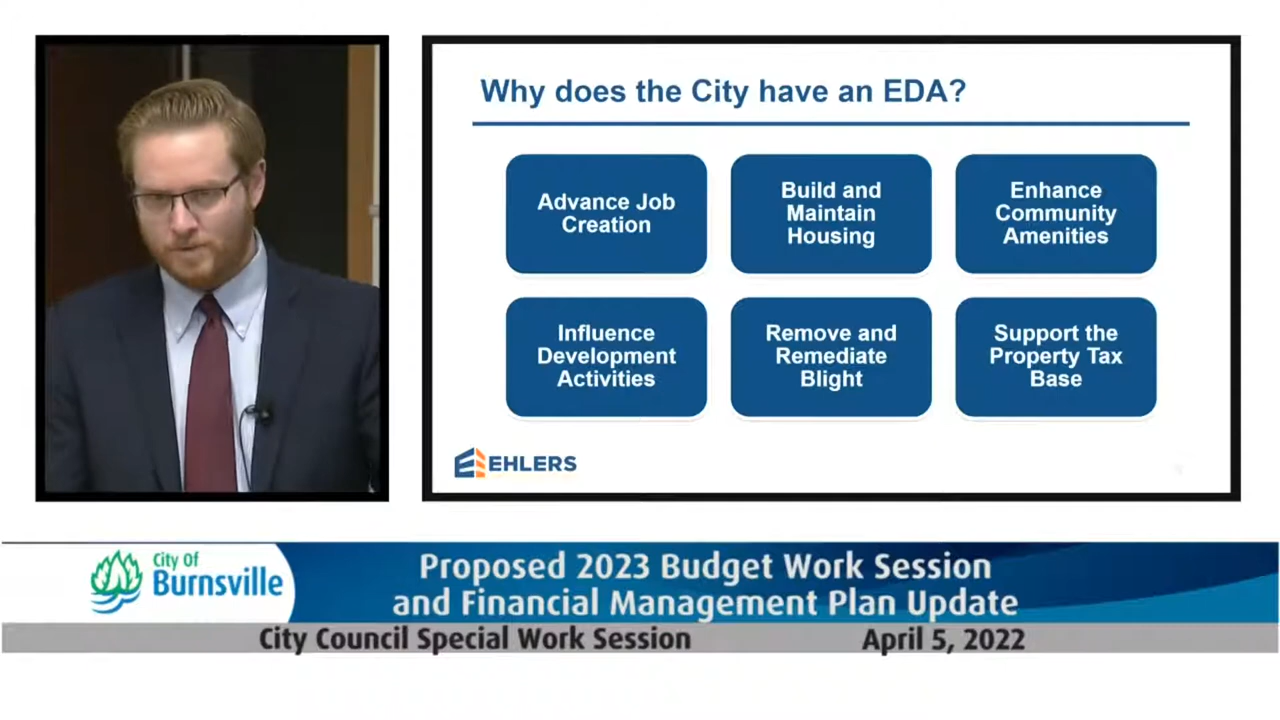 Why does the City have an EDA?
Advance Job
Creation
Build and
Maintain
Housing
Enhance
Community
Amenities
Influence
Development
Activities
Remove and
Remediate
Blight
Support the
Property Tax
Base
EHLERS
City Of
Burnsville
Proposed 2023 Budget Work Session
and Financial Management Plan Update
City Council Special Work Session
April 5, 2022